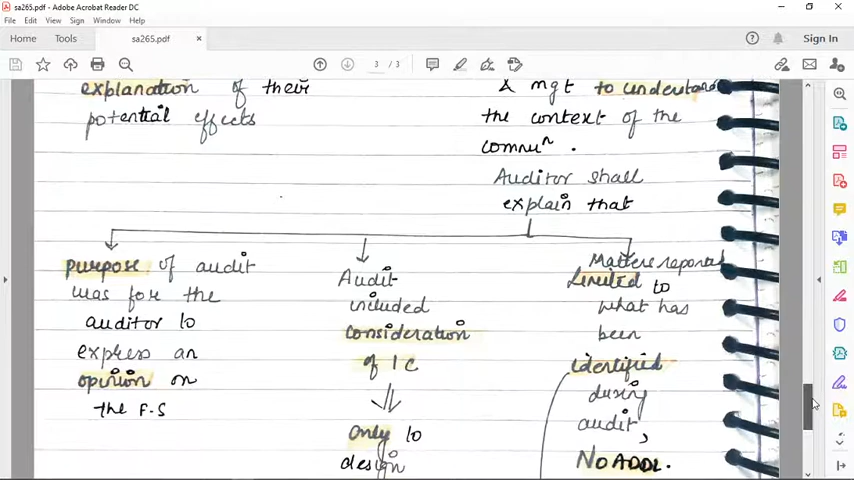 sa265.pdf - Adobe Acrobat Reader DC
File Edit View Sign Window Help
Home Tools sa265.pdf × Sign In
3 / 3
explanation of their
potential effects
& mgt to understand
the context of the
commuⁿ.
Auditor shall
explain that
purpose of audit
was for the
auditor to
express an
opinion on
the F.S
Audit
included
consideration
of IC
Only to
design
Matters reported
Limited to
what has
been
identified
during
audit,
NO ADDL.